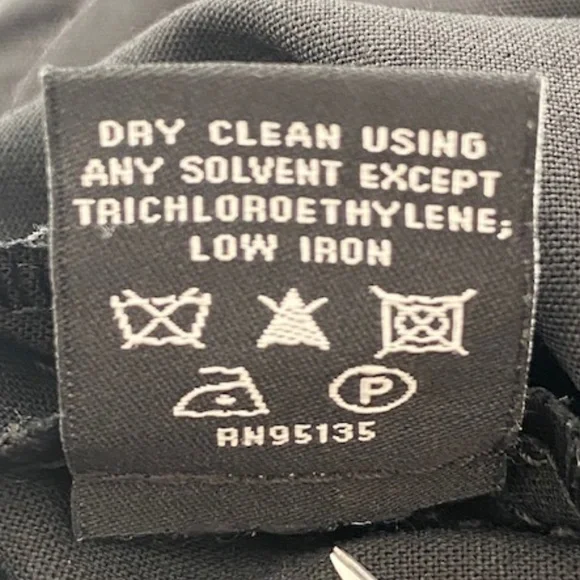 DRY CLEAN USING
ANY SOLVENT EXCEPT
TRICHLOROETHYLENE;
LOW IRON
P
RN95135